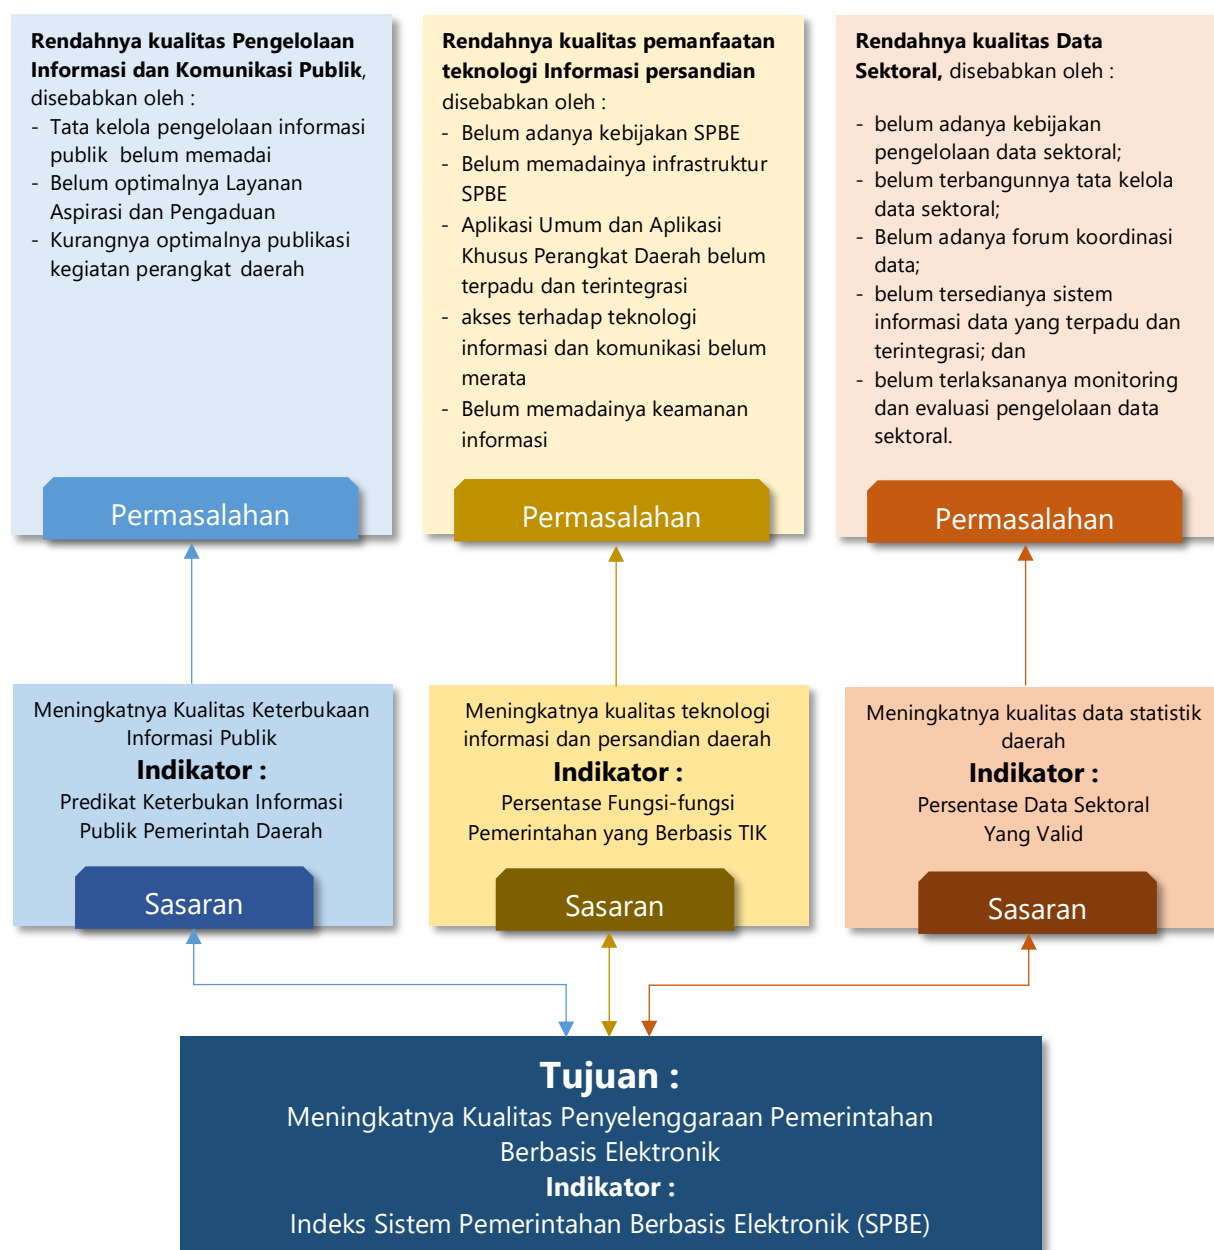 Rendahnya kualitas Pengelolaan
Informasi dan Komunikasi Publik,
disebabkan oleh :
- Tata kelola pengelolaan informasi
publik belum memadai
- Belum optimalnya Layanan
Aspirasi dan Pengaduan
- Kurangnya optimalnya publikasi
kegiatan perangkat daerah
Permasalahan
Rendahnya kualitas pemanfaatan
teknologi Informasi persandian
disebabkan oleh :
- Belum adanya kebijakan SPBE
- Belum memadainya infrastruktur
SPBE
- Aplikasi Umum dan Aplikasi
Khusus Perangkat Daerah belum
terpadu dan terintegrasi
- akses terhadap teknologi
informasi dan komunikasi belum
merata
- Belum memadainya keamanan
informasi
Permasalahan
Rendahnya kualitas Data
Sektoral, disebabkan oleh :
- belum adanya kebijakan
pengelolaan data sektoral;
- belum terbangunnya tata kelola
data sektoral;
- Belum adanya forum koordinasi
data;
- belum tersedianya sistem
informasi data yang terpadu dan
terintegrasi; dan
- belum terlaksananya monitoring
dan evaluasi pengelolaan data
sektoral.
Permasalahan
Meningkatnya Kualitas Keterbukaan
Informasi Publik
Indikator :
Predikat Keterbukan Informasi
Publik Pemerintah Daerah
Sasaran
Meningkatnya kualitas teknologi
informasi dan persandian daerah
Indikator :
Persentase Fungsi-fungsi
Pemerintahan yang Berbasis TIK
Sasaran
Meningkatnya kualitas data statistik
daerah
Indikator :
Persentase Data Sektoral
Yang Valid
Sasaran
Tujuan :
Meningkatnya Kualitas Penyelenggaraan Pemerintahan
Berbasis Elektronik
Indikator :
Indeks Sistem Pemerintahan Berbasis Elektronik (SPBE)